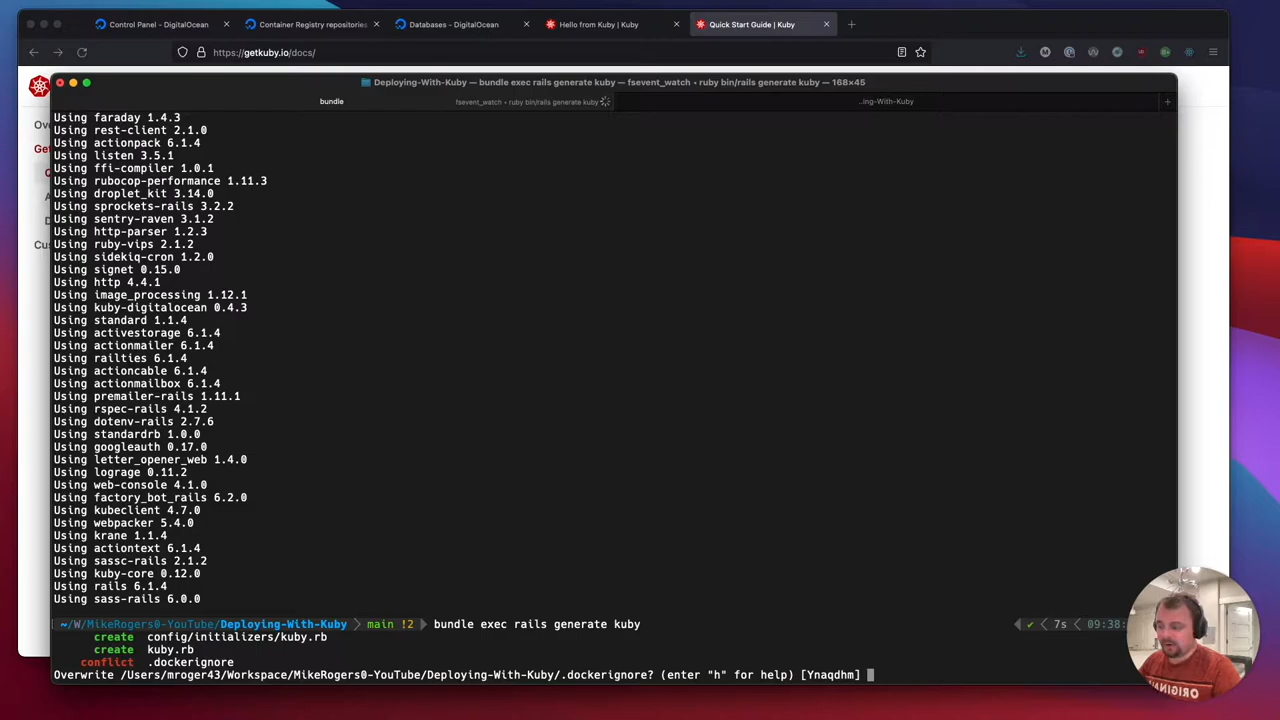 Control Panel - DigitalOcean
Container Registry repositories
Databases - DigitalOcean
Hello from Kuby | Kuby
Quick Start Guide | Kuby
https://getkuby.io/docs/
Deploying-With-Kuby — bundle exec rails generate kuby — fsevent_watch • ruby bin/rails generate kuby — 168×45
bundle
fsevent_watch • ruby bin/rails generate kuby
..ing-With-Kuby
Using faraday 1.4.3
Using rest-client 2.1.0
Using actionpack 6.1.4
Using listen 3.5.1
Using ffi-compiler 1.0.1
Using rubocop-performance 1.11.3
Using droplet_kit 3.14.0
Using sprockets-rails 3.2.2
Using sentry-raven 3.1.2
Using http-parser 1.2.3
Using ruby-vips 2.1.2
Using sidekiq-cron 1.2.0
Using signet 0.15.0
Using http 4.4.1
Using image_processing 1.12.1
Using kuby-digitalocean 0.4.3
Using standard 1.1.4
Using activestorage 6.1.4
Using actionmailer 6.1.4
Using railties 6.1.4
Using actioncable 6.1.4
Using actionmailbox 6.1.4
Using premailer-rails 1.11.1
Using rspec-rails 4.1.2
Using dotenv-rails 2.7.6
Using standardrb 1.0.0
Using googleauth 0.17.0
Using letter_opener_web 1.4.0
Using lograge 0.11.2
Using web-console 4.1.0
Using factory_bot_rails 6.2.0
Using kubeclient 4.7.0
Using webpacker 5.4.0
Using krane 1.1.4
Using actiontext 6.1.4
Using sassc-rails 2.1.2
Using kuby-core 0.12.0
Using rails 6.1.4
Using sass-rails 6.0.0
~/W/MikeRogers0-YouTube/Deploying-With-Kuby main !2 bundle exec rails generate kuby ✔ 7s 09:38:
create config/initializers/kuby.rb
create kuby.rb
conflict .dockerignore
Overwrite /Users/mroger43/Workspace/MikeRogers0-YouTube/Deploying-With-Kuby/.dockerignore? (enter "h" for help) [Ynaqdhm]
ORIGINAL